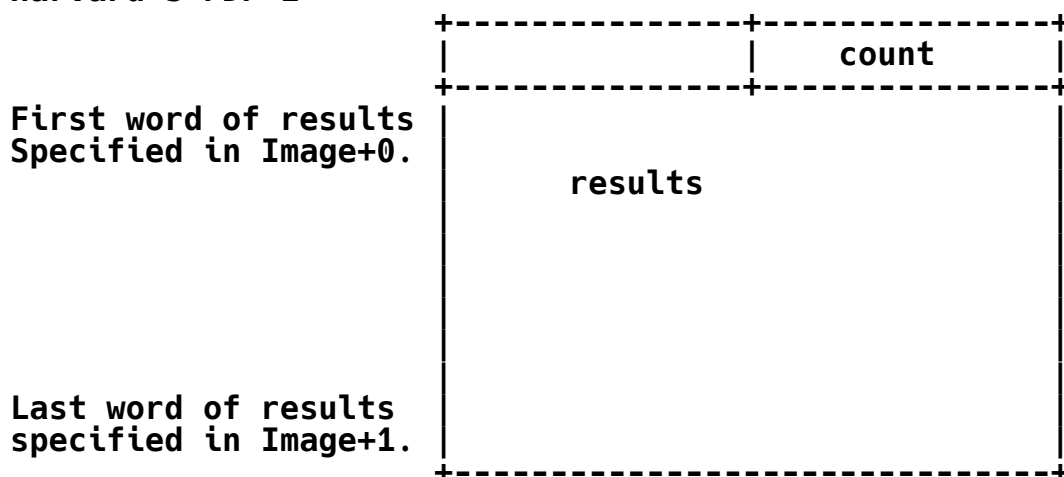 count
First word of results
Specified in Image+0.
results
Last word of results
specified in Image+1.